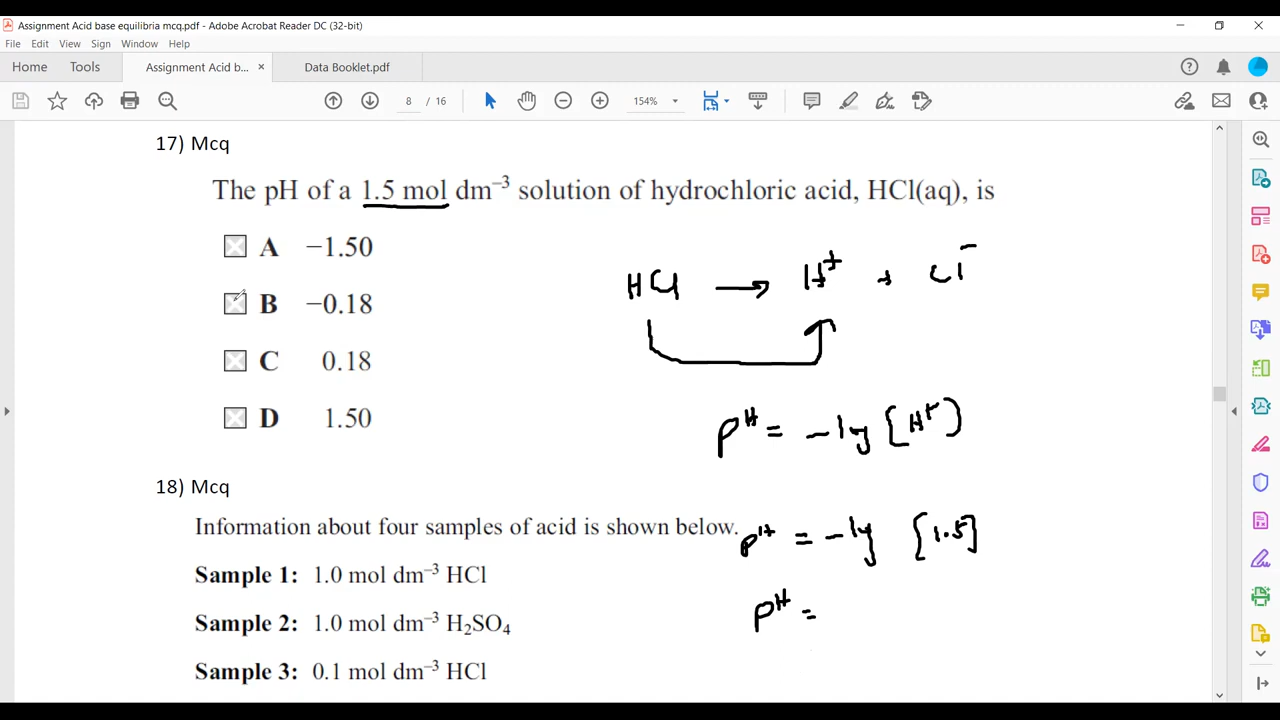 Assignment Acid base equilibria mcq.pdf - Adobe Acrobat Reader DC (32-bit)
File Edit View Sign Window Help
Home Tools Assignment Acid b... × Data Booklet.pdf
8 / 16 154%
17) Mcq
The pH of a 1.5 mol dm⁻³ solution of hydrochloric acid, HCl(aq), is
A −1.50
B −0.18
C 0.18
D 1.50
HCl → H⁺ + Cl⁻
pH = -lg [H⁺]
pH = -lg [1.5]
pH =
18) Mcq
Information about four samples of acid is shown below.
Sample 1: 1.0 mol dm⁻³ HCl
Sample 2: 1.0 mol dm⁻³ H₂SO₄
Sample 3: 0.1 mol dm⁻³ HCl